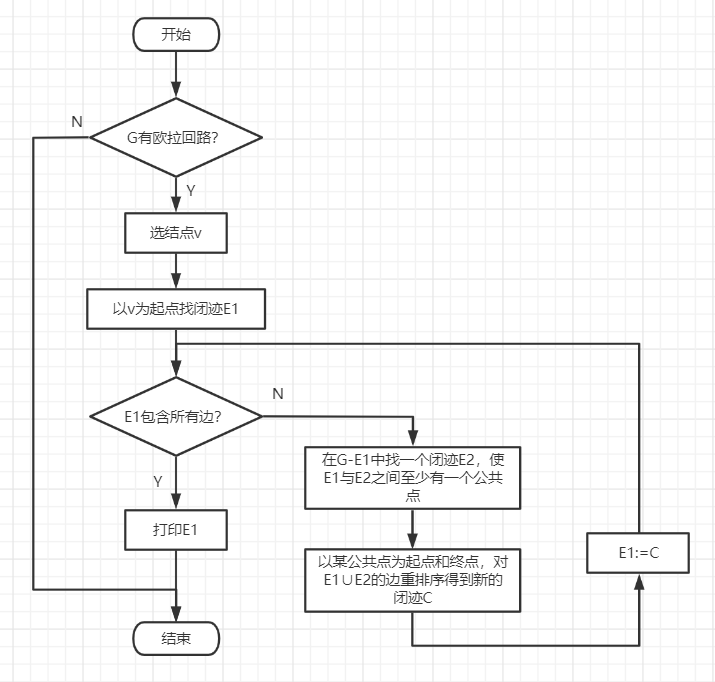 开始
N
G有欧拉回路?
Y
选结点v
以v为起点找闭迹E1
E1包含所有边?
N
在G-E1中找一个闭迹E2，使
E1与E2之间至少有一个公共
点
Y
打印E1
以某公共点为起点和终点，对
E1∪E2的边重排序得到新的
闭迹C
E1:=C
结束